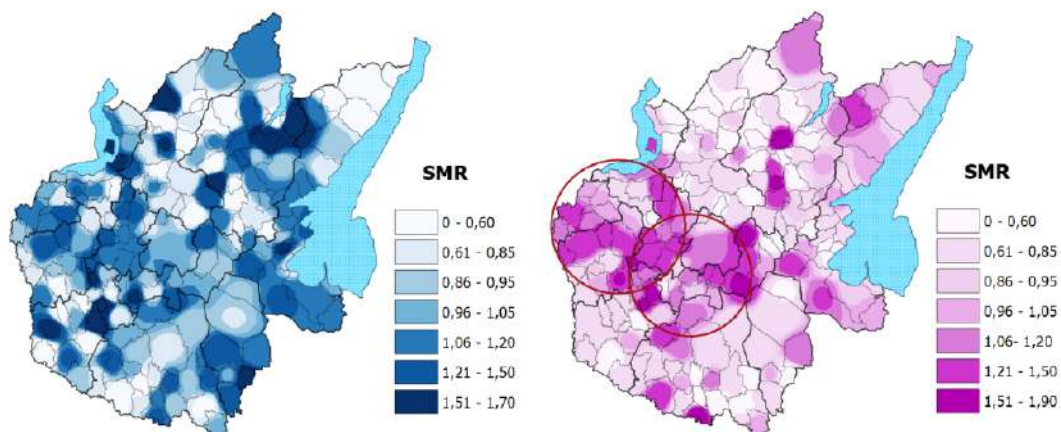 SMR
0 - 0,60
0,61 - 0,85
0,86 - 0,95
0,96 - 1,05
1,06 - 1,20
1,21 - 1,50
1,51 - 1,70
SMR
0 - 0,60
0,61 - 0,85
0,86 - 0,95
0,96 - 1,05
1,06- 1,20
1,21 - 1,50
1,51 - 1,90